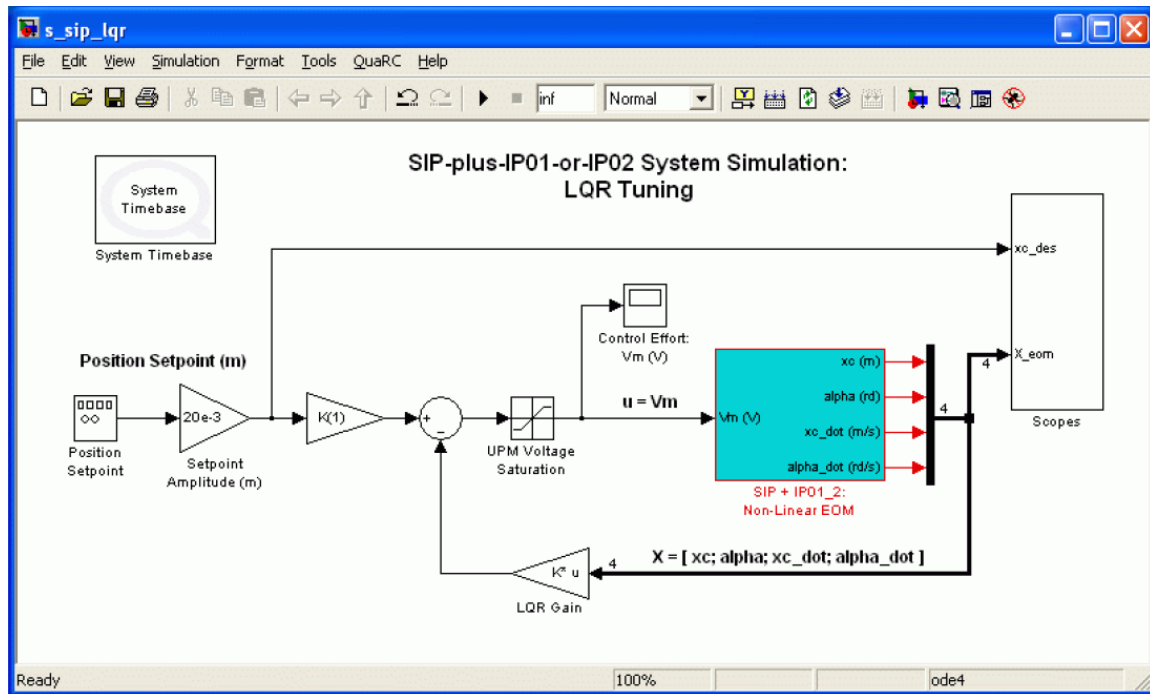 s_sip_lqr
File Edit View Simulation Format Tools QuaRC Help
inf
Normal
SIP-plus-IP01-or-IP02 System Simulation:
LQR Tuning
System
Timebase
System Timebase
xc_des
X_eom
4
Scopes
Control Effort:
Vm (V)
Position Setpoint (m)
Position
Setpoint
20e-3
Setpoint
Amplitude (m)
K(1)
+
-
UPM Voltage
Saturation
u = Vm
Vm (V)
xc (m)
alpha (rd)
xc_dot (m/s)
alpha_dot (rd/s)
4
SIP + IP01_2:
Non-Linear EOM
X = [ xc; alpha; xc_dot; alpha_dot ]
4
K* u
LQR Gain
Ready
100%
ode4